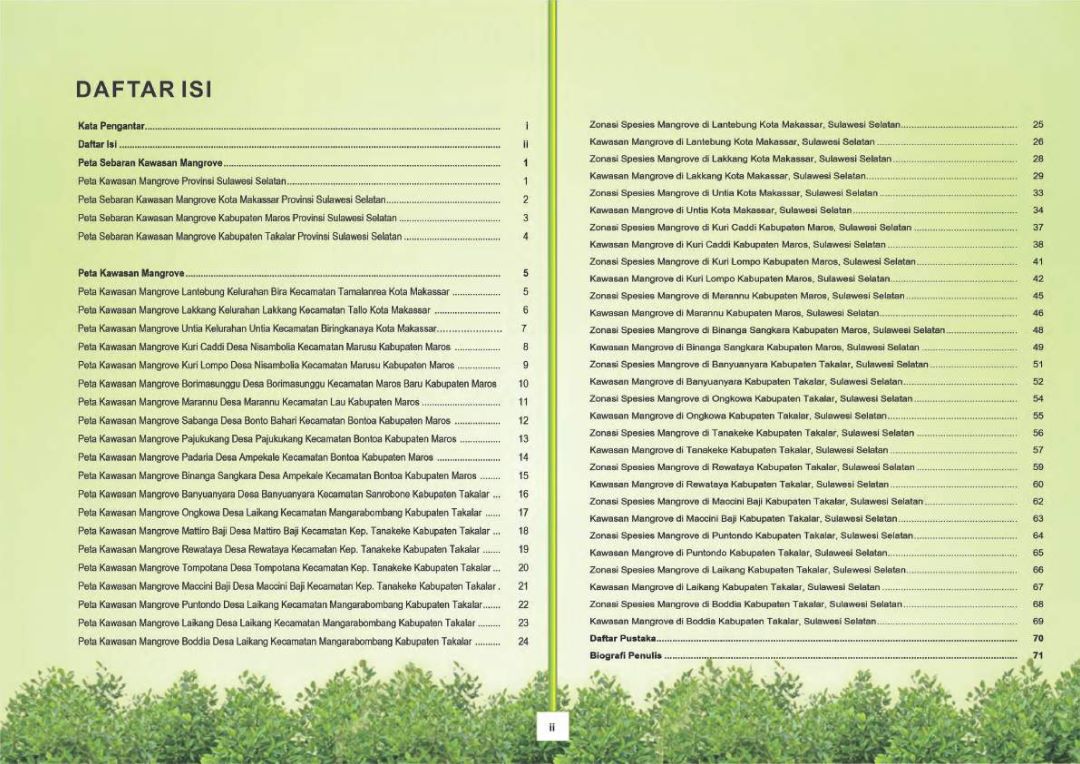 DAFTAR ISI
Kata Pengantar.......... i
Daftar Isi .......... ii
Peta Sebaran Kawasan Mangrove.......... 1
Peta Kawasan Mangrove Provinsi Sulawesi Selatan.......... 1
Peta Sebaran Kawasan Mangrove Kota Makassar Provinsi Sulawesi Selatan.......... 2
Peta Sebaran Kawasan Mangrove Kabupaten Maros Provinsi Sulawesi Selatan .......... 3
Peta Sebaran Kawasan Mangrove Kabupaten Takalar Provinsi Sulawesi Selatan .......... 4
Peta Kawasan Mangrove.......... 5
Peta Kawasan Mangrove Lantebung Kelurahan Bira Kecamatan Tamalanrea Kota Makassar .......... 5
Peta Kawasan Mangrove Lakkang Kelurahan Lakkang Kecamatan Tallo Kota Makassar .......... 6
Peta Kawasan Mangrove Untia Kelurahan Untia Kecamatan Biringkanaya Kota Makassar.......... 7
Peta Kawasan Mangrove Kuri Caddi Desa Nisambolia Kecamatan Marusu Kabupaten Maros .......... 8
Peta Kawasan Mangrove Kuri Lompo Desa Nisambolia Kecamatan Marusu Kabupaten Maros .......... 9
Peta Kawasan Mangrove Borimasunggu Desa Borimasunggu Kecamatan Maros Baru Kabupaten Maros 10
Peta Kawasan Mangrove Marannu Desa Marannu Kecamatan Lau Kabupaten Maros .......... 11
Peta Kawasan Mangrove Sabanga Desa Bonto Bahari Kecamatan Bontoa Kabupaten Maros .......... 12
Peta Kawasan Mangrove Pajukukang Desa Pajukukang Kecamatan Bontoa Kabupaten Maros .......... 13
Peta Kawasan Mangrove Padaria Desa Ampekale Kecamatan Bontoa Kabupaten Maros .......... 14
Peta Kawasan Mangrove Binanga Sangkara Desa Ampekale Kecamatan Bontoa Kabupaten Maros ........ 15
Peta Kawasan Mangrove Banyuanyara Desa Banyuanyara Kecamatan Sanrobone Kabupaten Takalar ... 16
Peta Kawasan Mangrove Ongkowa Desa Laikang Kecamatan Mangarabombang Kabupaten Takalar ...... 17
Peta Kawasan Mangrove Mattiro Baji Desa Mattiro Baji Kecamatan Kep. Tanakeke Kabupaten Takalar ... 18
Peta Kawasan Mangrove Rewataya Desa Rewataya Kecamatan Kep. Tanakeke Kabupaten Takalar ....... 19
Peta Kawasan Mangrove Tompotana Desa Tompotana Kecamatan Kep. Tanakeke Kabupaten Takalar ... 20
Peta Kawasan Mangrove Maccini Baji Desa Maccini Baji Kecamatan Kep. Tanakeke Kabupaten Takalar . 21
Peta Kawasan Mangrove Puntondo Desa Laikang Kecamatan Mangarabombang Kabupaten Takalar....... 22
Peta Kawasan Mangrove Laikang Desa Laikang Kecamatan Mangarabombang Kabupaten Takalar ......... 23
Peta Kawasan Mangrove Boddia Desa Laikang Kecamatan Mangarabombang Kabupaten Takalar .......... 24
Zonasi Spesies Mangrove di Lantebung Kota Makassar, Sulawesi Selatan.......... 25
Kawasan Mangrove di Lantebung Kota Makassar, Sulawesi Selatan .......... 26
Zonasi Spesies Mangrove di Lakkang Kota Makassar, Sulawesi Selatan.......... 28
Kawasan Mangrove di Lakkang Kota Makassar, Sulawesi Selatan.......... 29
Zonasi Spesies Mangrove di Untia Kota Makassar, Sulawesi Selatan .......... 33
Kawasan Mangrove di Untia Kota Makassar, Sulawesi Selatan.......... 34
Zonasi Spesies Mangrove di Kuri Caddi Kabupaten Maros, Sulawesi Selatan .......... 37
Kawasan Mangrove di Kuri Caddi Kabupaten Maros, Sulawesi Selatan .......... 38
Zonasi Spesies Mangrove di Kuri Lompo Kabupaten Maros, Sulawesi Selatan.......... 41
Kawasan Mangrove di Kuri Lompo Kabupaten Maros, Sulawesi Selatan.......... 42
Zonasi Spesies Mangrove di Marannu Kabupaten Maros, Sulawesi Selatan.......... 45
Kawasan Mangrove di Marannu Kabupaten Maros, Sulawesi Selatan.......... 46
Zonasi Spesies Mangrove di Binanga Sangkara Kabupaten Maros, Sulawesi Selatan.......... 48
Kawasan Mangrove di Binanga Sangkara Kabupaten Maros, Sulawesi Selatan .......... 49
Zonasi Spesies Mangrove di Banyuanyara Kabupaten Takalar, Sulawesi Selatan.......... 51
Kawasan Mangrove di Banyuanyara Kabupaten Takalar, Sulawesi Selatan.......... 52
Zonasi Spesies Mangrove di Ongkowa Kabupaten Takalar, Sulawesi Selatan.......... 54
Kawasan Mangrove di Ongkowa Kabupaten Takalar, Sulawesi Selatan.......... 55
Zonasi Spesies Mangrove di Tanakeke Kabupaten Takalar, Sulawesi Selatan .......... 56
Kawasan Mangrove di Tanakeke Kabupaten Takalar, Sulawesi Selatan .......... 57
Zonasi Spesies Mangrove di Rewataya Kabupaten Takalar, Sulawesi Selatan .......... 59
Kawasan Mangrove di Rewataya Kabupaten Takalar, Sulawesi Selatan .......... 60
Zonasi Spesies Mangrove di Maccini Baji Kabupaten Takalar, Sulawesi Selatan.......... 62
Kawasan Mangrove di Maccini Baji Kabupaten Takalar, Sulawesi Selatan.......... 63
Zonasi Spesies Mangrove di Puntondo Kabupaten Takalar, Sulawesi Selatan.......... 64
Kawasan Mangrove di Puntondo Kabupaten Takalar, Sulawesi Selatan.......... 65
Zonasi Spesies Mangrove di Laikang Kabupaten Takalar, Sulawesi Selatan.......... 66
Kawasan Mangrove di Laikang Kabupaten Takalar, Sulawesi Selatan .......... 67
Zonasi Spesies Mangrove di Boddia Kabupaten Takalar, Sulawesi Selatan.......... 68
Kawasan Mangrove di Boddia Kabupaten Takalar, Sulawesi Selatan.......... 69
Daftar Pustaka.......... 70
Biografi Penulis .......... 71
ii